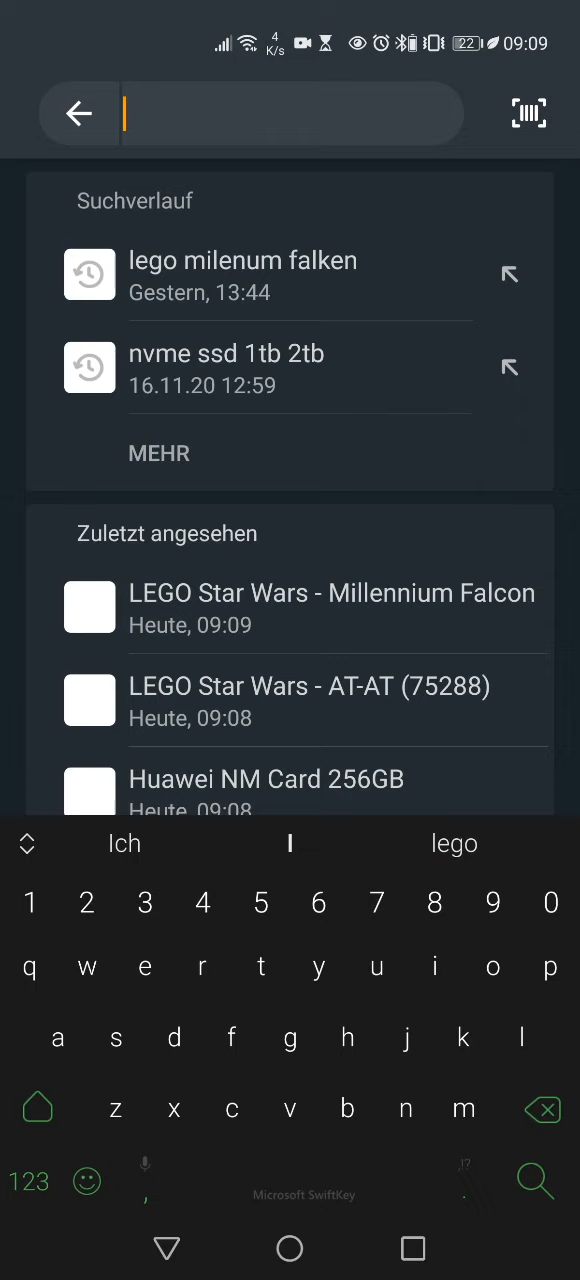 4 K/s 22 09:09
Suchverlauf
lego milenum falken
Gestern, 13:44
nvme ssd 1tb 2tb
16.11.20 12:59
MEHR
Zuletzt angesehen
LEGO Star Wars - Millennium Falcon
Heute, 09:09
LEGO Star Wars - AT-AT (75288)
Heute, 09:08
Huawei NM Card 256GB
Heute, 09:08
Ich I lego
1 2 3 4 5 6 7 8 9 0
q w e r t y u i o p
a s d f g h j k l
z x c v b n m
123 , Microsoft SwiftKey .!?